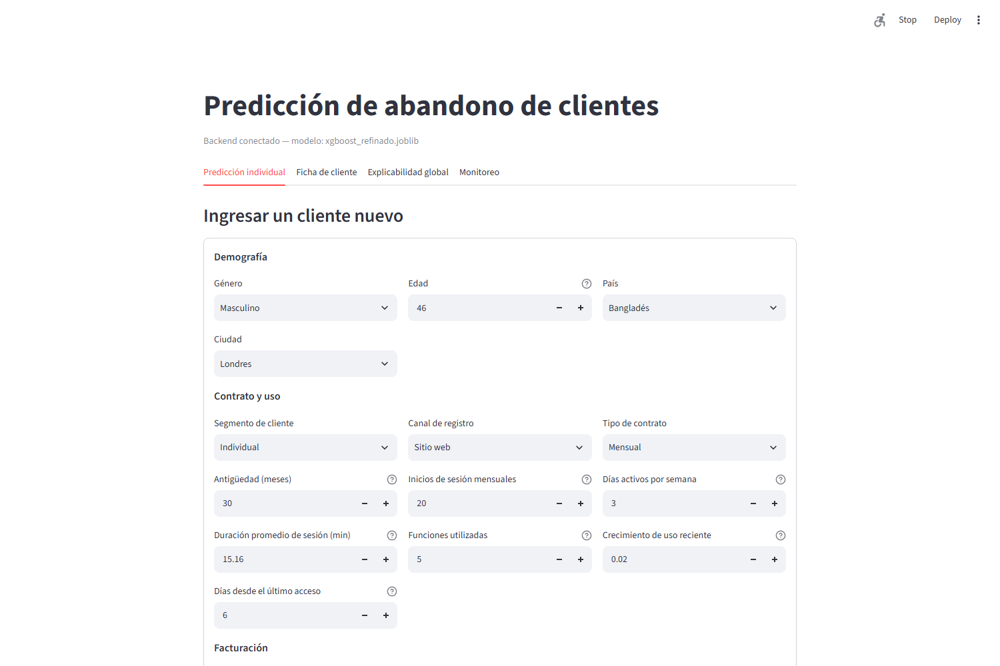 Stop Deploy
Predicción de abandono de clientes
Backend conectado — modelo: xgboost_refinado.joblib
Predicción individual Ficha de cliente Explicabilidad global Monitoreo
Ingresar un cliente nuevo
Demografía
Género Edad País
Masculino 46 Bangladés
Ciudad
Londres
Contrato y uso
Segmento de cliente Canal de registro Tipo de contrato
Individual Sitio web Mensual
Antigüedad (meses) Inicios de sesión mensuales Días activos por semana
30 20 3
Duración promedio de sesión (min) Funciones utilizadas Crecimiento de uso reciente
15.16 5 0.02
Días desde el último acceso
6
Facturación